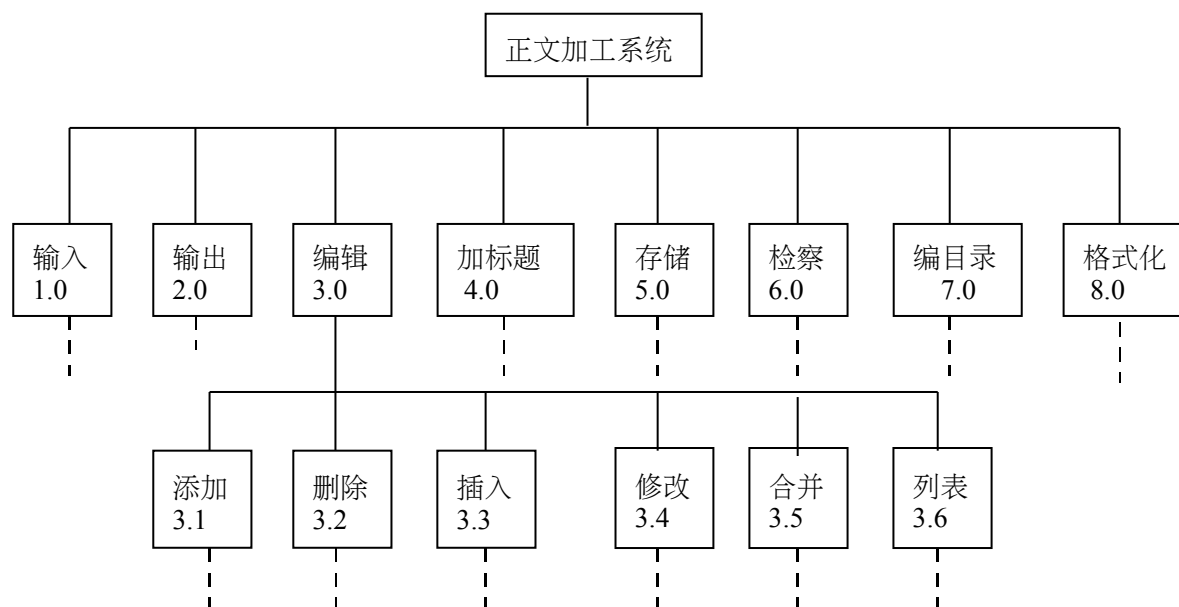 正文加工系统
输入
1.0
输出
2.0
编辑
3.0
加标题
4.0
存储
5.0
检察
6.0
编目录
7.0
格式化
8.0
添加
3.1
删除
3.2
插入
3.3
修改
3.4
合并
3.5
列表
3.6